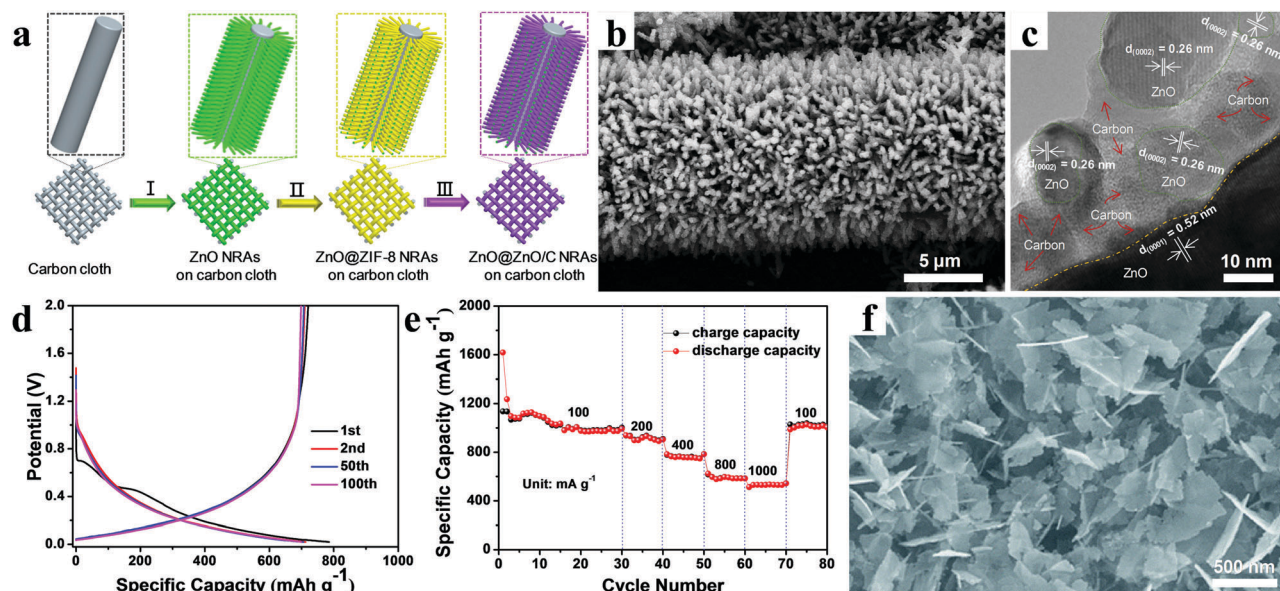 a
I
II
III
Carbon cloth
ZnO NRAs
on carbon cloth
ZnO@ZIF-8 NRAs
on carbon cloth
ZnO@ZnO/C NRAs
on carbon cloth
b
5 µm
c
d(0002) = 0.26 nm
ZnO
d(0002) = 0.26 nm
Carbon
Carbon
d(0002) = 0.26 nm
ZnO
d(0002) = 0.26 nm
ZnO
Carbon
Carbon
d(0001) = 0.52 nm
ZnO
10 nm
d
Potential (V)
2.0
1.6
1.2
0.8
0.4
0.0
1st
2nd
50th
100th
0 200 400 600 800 1000
Specific Capacity (mAh g-1)
e
Specific Capacity (mAh g-1)
2000
1600
1200
800
400
0
charge capacity
discharge capacity
100
200
400
800
1000
100
Unit: mA g-1
0 10 20 30 40 50 60 70 80
Cycle Number
f
500 nm